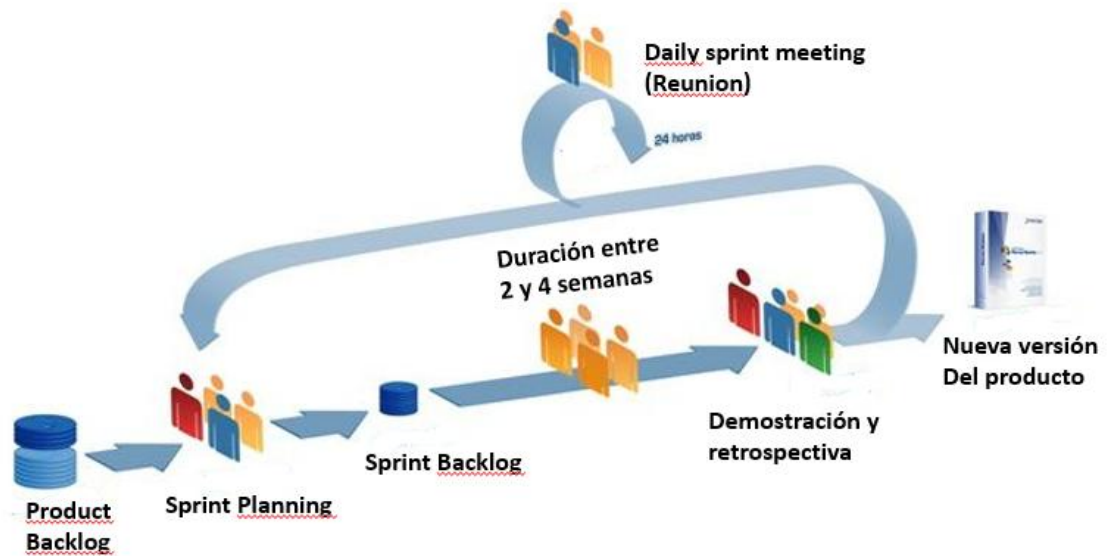 Daily sprint meeting
(Reunion)
24 horas
Duración entre
2 y 4 semanas
Nueva versión
Del producto
Demostración y
retrospectiva
Sprint Backlog
Sprint Planning
Product
Backlog